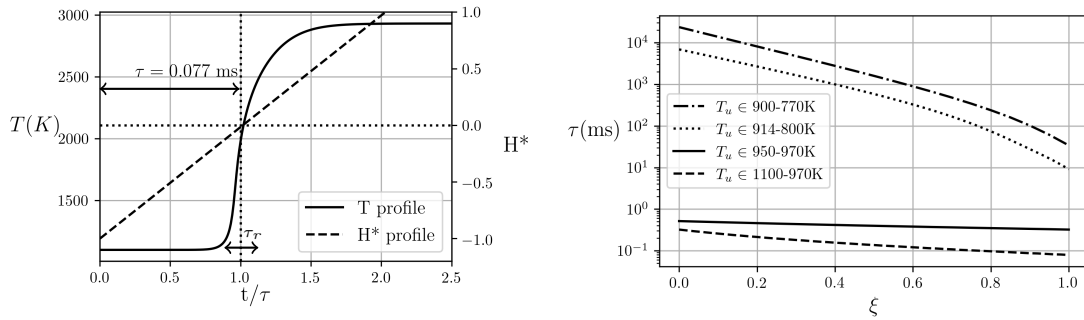 3000
2500
2000
1500
T(K)
τ = 0.077 ms
τr
T profile
H* profile
0.0 0.5 1.0 1.5 2.0 2.5
t/τ
1.0
0.5
0.0
−0.5
−1.0
H*
10⁴
10³
10²
10¹
10⁰
10⁻¹
τ(ms)
Tᵤ ∈ 900-770K
Tᵤ ∈ 914-800K
Tᵤ ∈ 950-970K
Tᵤ ∈ 1100-970K
0.0 0.2 0.4 0.6 0.8 1.0
ξ